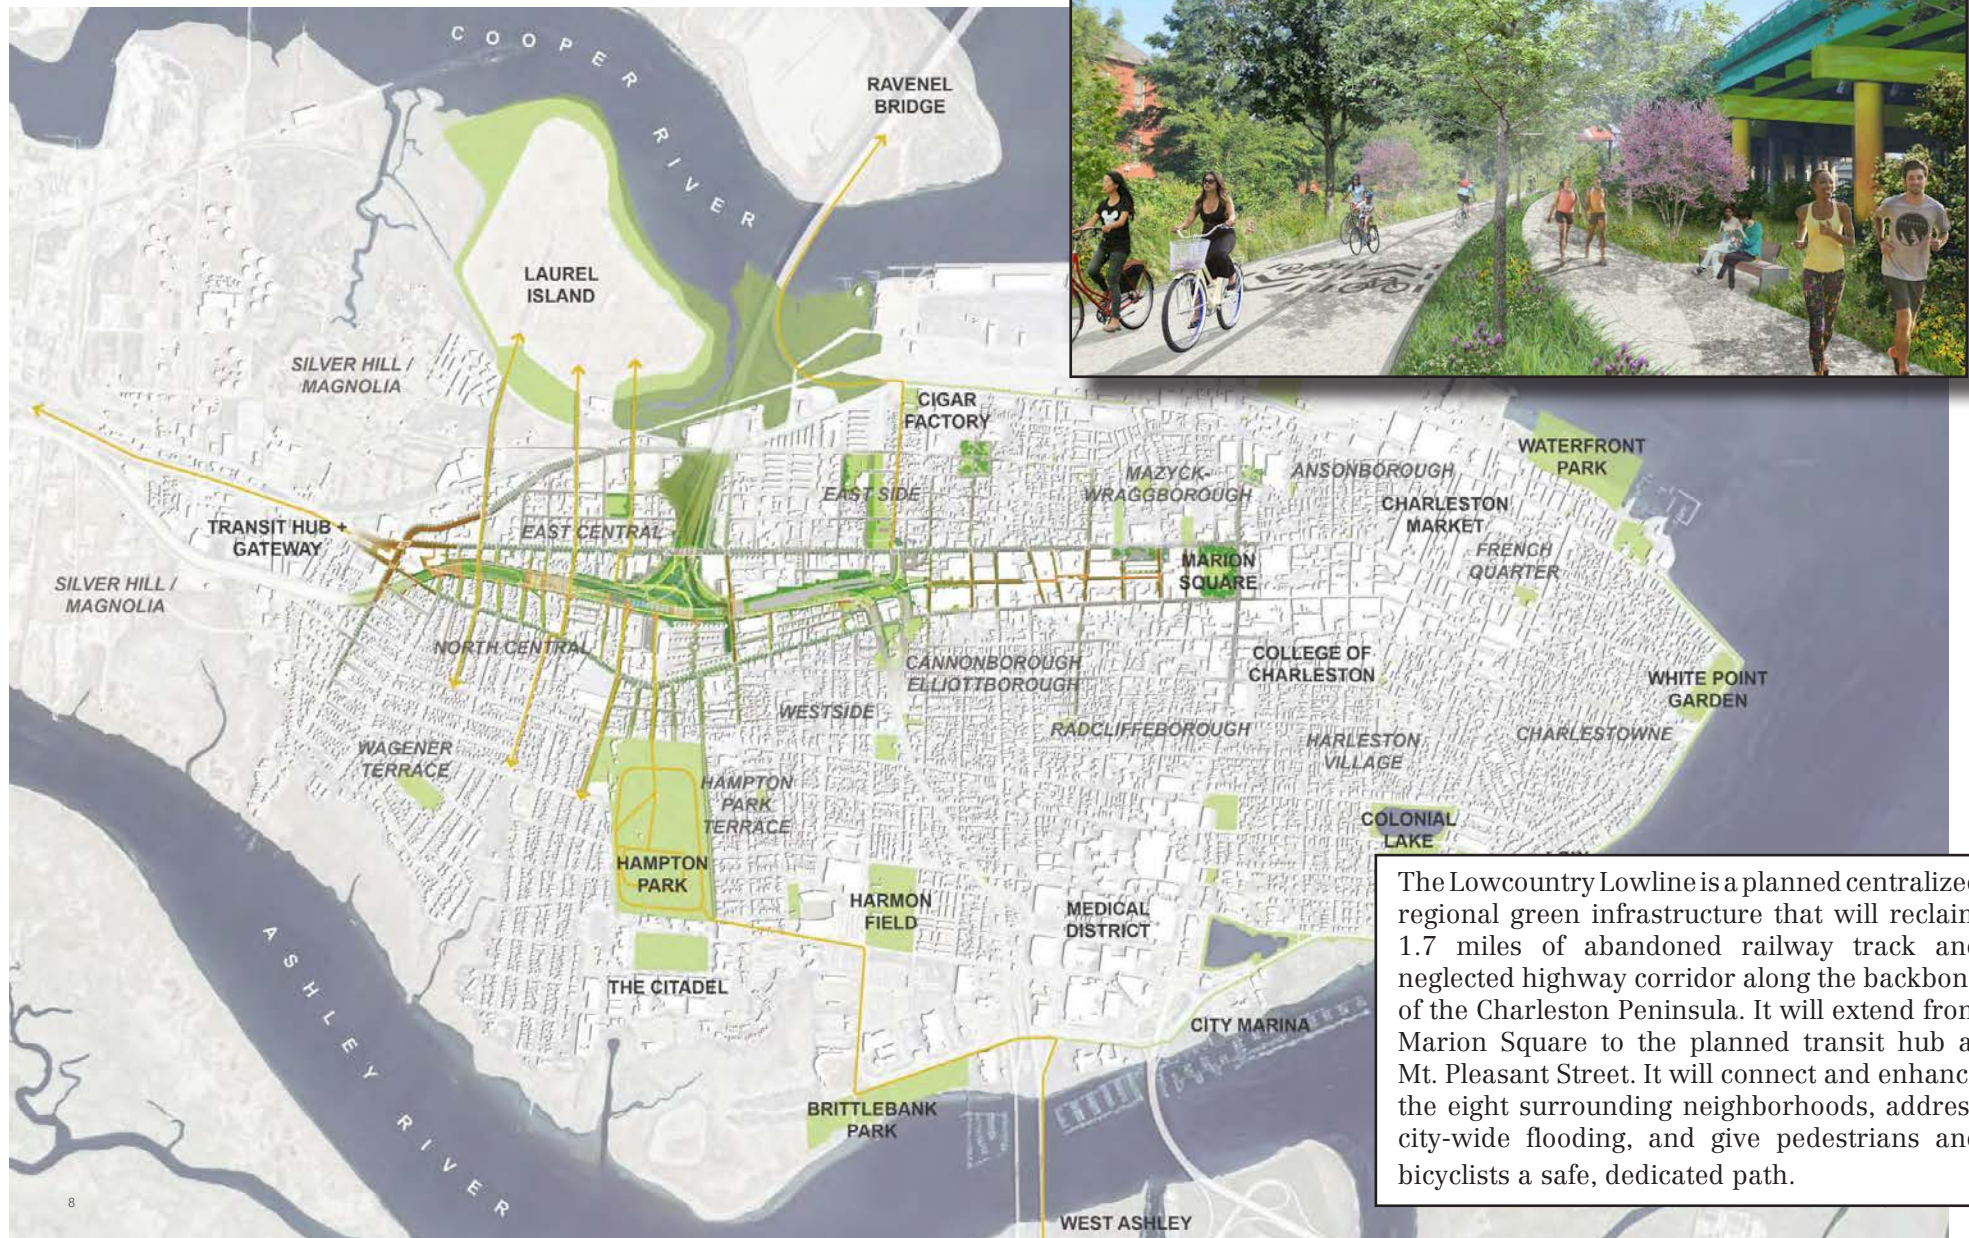 COOPER RIVER
RAVENEL
BRIDGE
LAUREL
ISLAND
SILVER HILL /
MAGNOLIA
CIGAR
FACTORY
WATERFRONT
PARK
MAZYCK-
WRAGGBOROUGH
ANSONBOROUGH
EAST SIDE
CHARLESTON
MARKET
TRANSIT HUB +
GATEWAY
EAST CENTRAL
FRENCH
QUARTER
MARION
SQUARE
SILVER HILL /
MAGNOLIA
NORTH CENTRAL
CANNONBOROUGH
ELLIOTTBOROUGH
COLLEGE OF
CHARLESTON
WHITE POINT
GARDEN
WESTSIDE
RADCLIFFEBOROUGH
HARLESTON
VILLAGE
CHARLESTOWNE
WAGENER
TERRACE
HAMPTON
PARK
TERRACE
COLONIAL
LAKE
HAMPTON
PARK
HARMON
FIELD
MEDICAL
DISTRICT
THE CITADEL
CITY MARINA
ASHLEY RIVER
BRITTLEBANK
PARK
WEST ASHLEY
The Lowcountry Lowline is a planned centralized
regional green infrastructure that will reclaim
1.7 miles of abandoned railway track and
neglected highway corridor along the backbon
of the Charleston Peninsula. It will extend from
Marion Square to the planned transit hub a
Mt. Pleasant Street. It will connect and enhanc
the eight surrounding neighborhoods, addres
city-wide flooding, and give pedestrians and
bicyclists a safe, dedicated path.
8